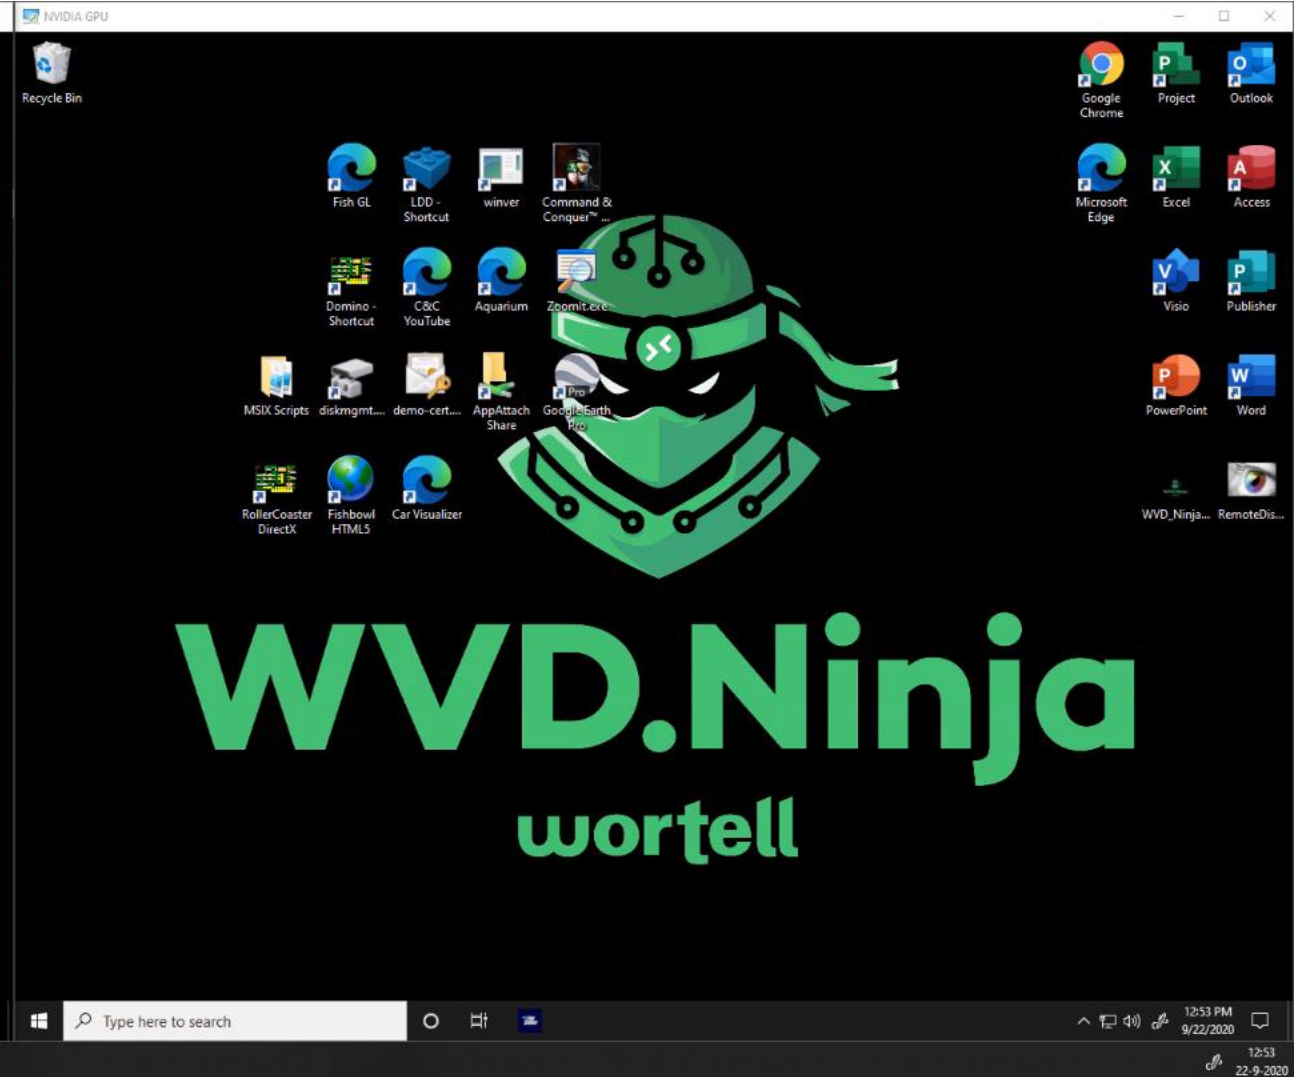 NVIDIA GPU
Recycle Bin
Google
Chrome
Project
Outlook
Fish GL
LDD -
Shortcut
winver
Command &
Conquer™ ...
Microsoft
Edge
Excel
Access
Domino -
Shortcut
C&C
YouTube
Aquarium
ZoomIt.exe
Visio
Publisher
MSIX Scripts
diskmgmt....
demo-cert....
AppAttach
Share
Pro
Google Earth
Pro
PowerPoint
Word
RollerCoaster
DirectX
Fishbowl
HTML5
Car Visualizer
WVD_Ninja...
RemoteDis...
WVD.Ninja
wortell
Type here to search
12:53 PM
9/22/2020
12:53
22-9-2020